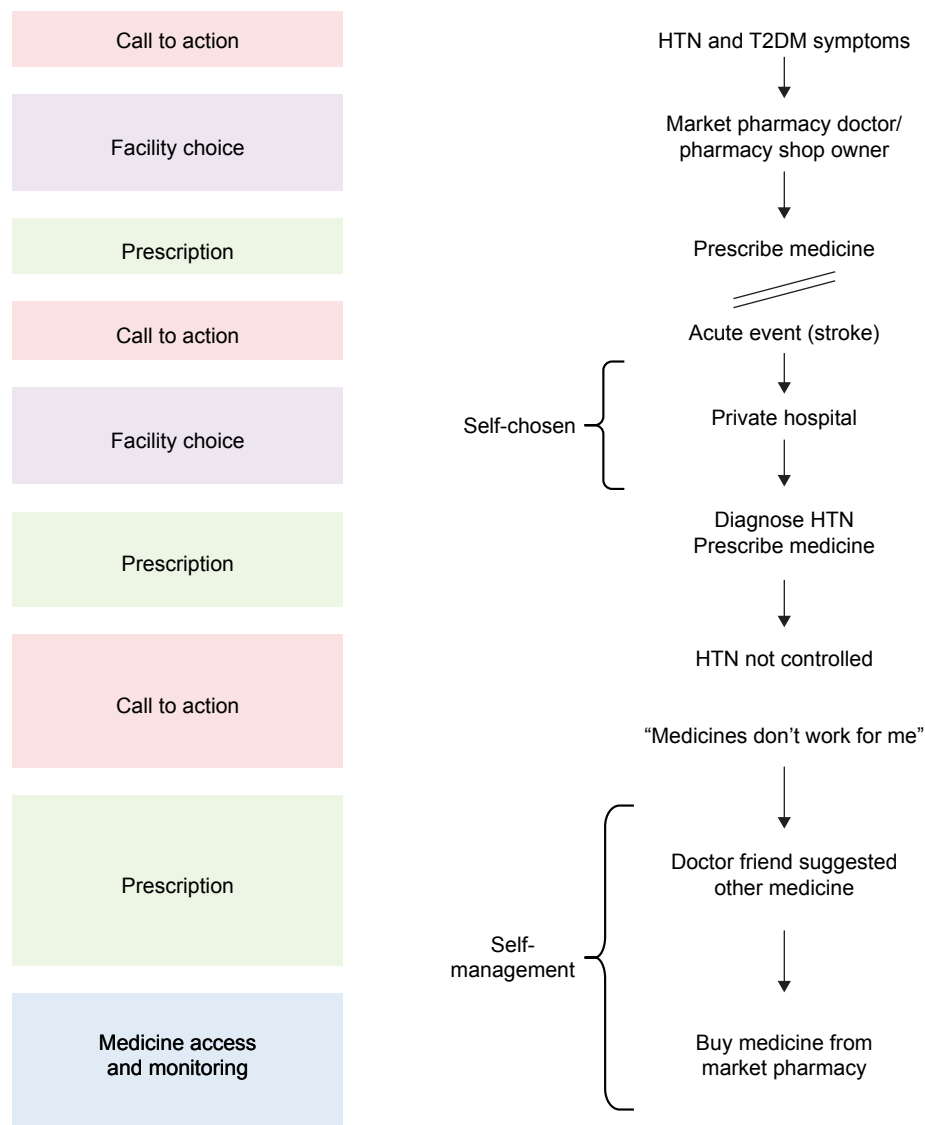 Call to action
HTN and T2DM symptoms
Facility choice
Market pharmacy doctor/
pharmacy shop owner
Prescription
Prescribe medicine
Call to action
Acute event (stroke)
Facility choice
Self-chosen
Private hospital
Prescription
Diagnose HTN
Prescribe medicine
Call to action
HTN not controlled
“Medicines don’t work for me”
Prescription
Doctor friend suggested
other medicine
Self-
management
Medicine access
and monitoring
Buy medicine from
market pharmacy